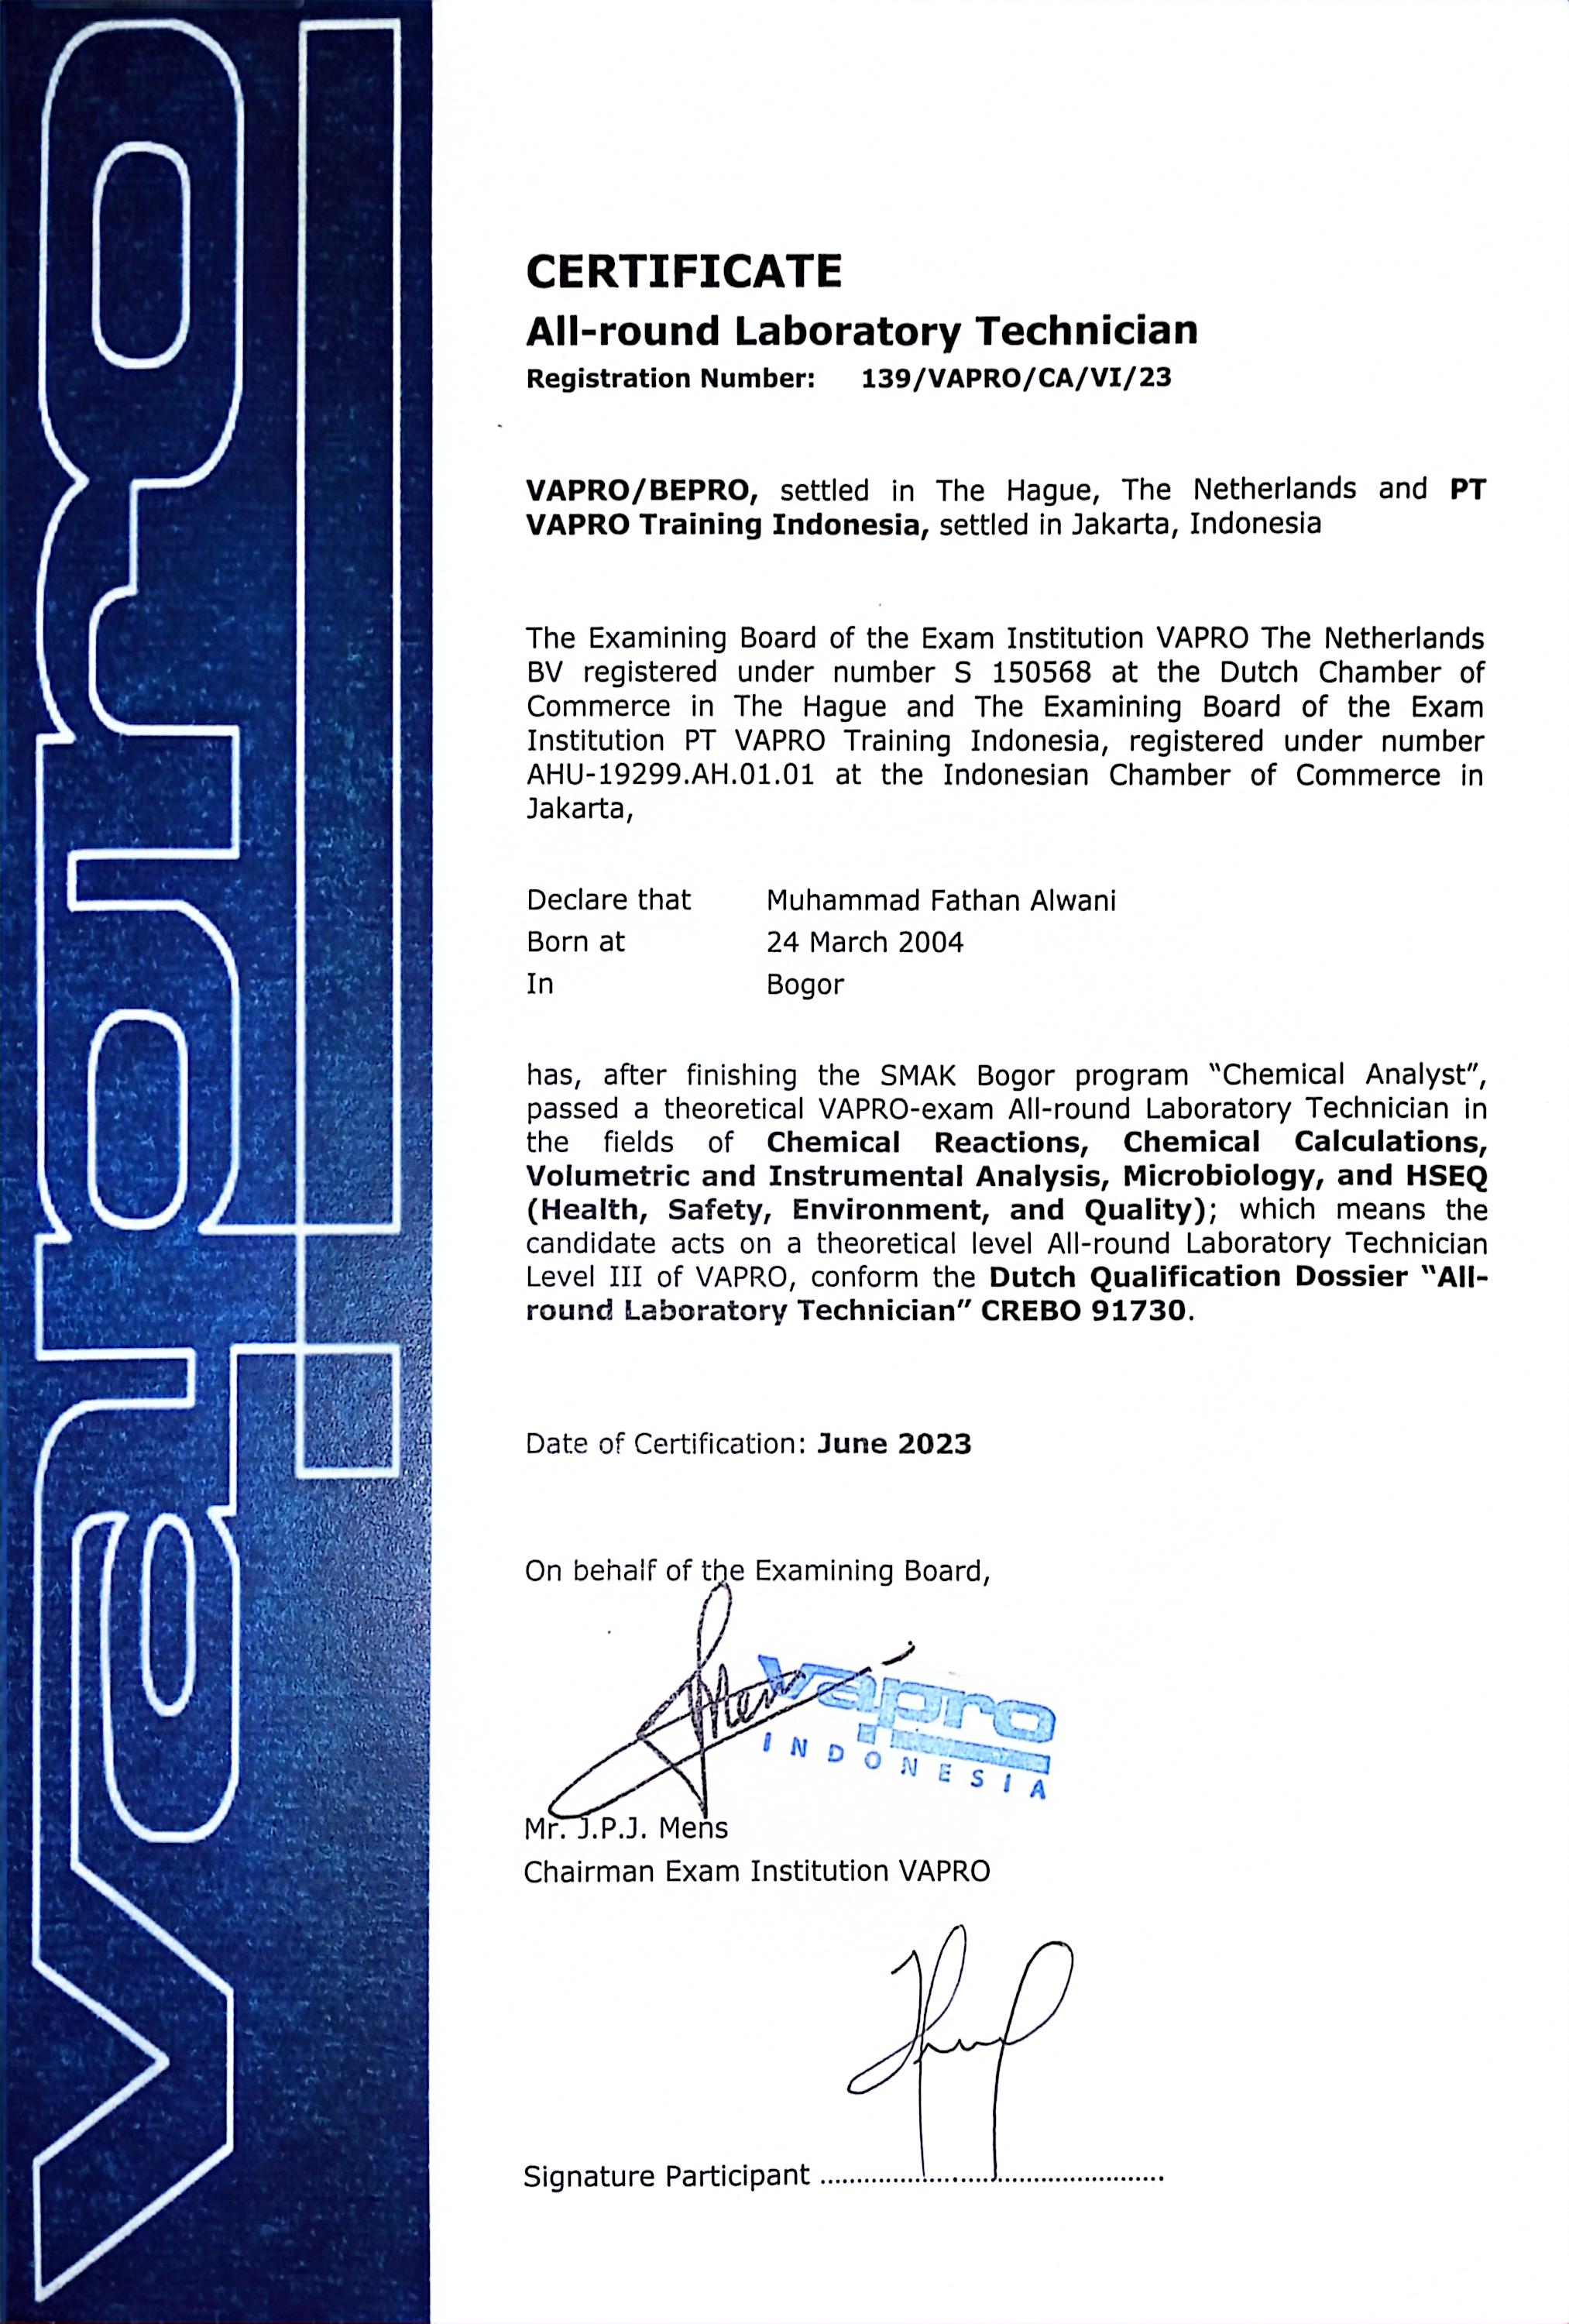 vapro
CERTIFICATE
All-round Laboratory Technician
Registration Number: 139/VAPRO/CA/VI/23
VAPRO/BEPRO, settled in The Hague, The Netherlands and PT
VAPRO Training Indonesia, settled in Jakarta, Indonesia
The Examining Board of the Exam Institution VAPRO The Netherlands
BV registered under number S 150568 at the Dutch Chamber of
Commerce in The Hague and The Examining Board of the Exam
Institution PT VAPRO Training Indonesia, registered under number
AHU-19299.AH.01.01 at the Indonesian Chamber of Commerce in
Jakarta,
Declare that Muhammad Fathan Alwani
Born at 24 March 2004
In Bogor
has, after finishing the SMAK Bogor program “Chemical Analyst”,
passed a theoretical VAPRO-exam All-round Laboratory Technician in
the fields of Chemical Reactions, Chemical Calculations,
Volumetric and Instrumental Analysis, Microbiology, and HSEQ
(Health, Safety, Environment, and Quality); which means the
candidate acts on a theoretical level All-round Laboratory Technician
Level III of VAPRO, conform the Dutch Qualification Dossier “All-
round Laboratory Technician” CREBO 91730.
Date of Certification: June 2023
On behalf of the Examining Board,
vapro
INDONESIA
Mr. J.P.J. Mens
Chairman Exam Institution VAPRO
Signature Participant ................................................